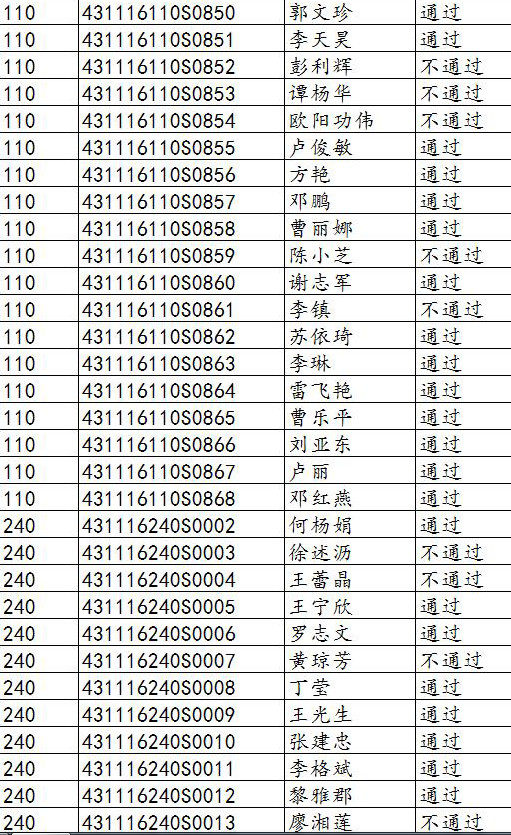 110 431116110S0850 郭文珍 通过
110 431116110S0851 李天昊 通过
110 431116110S0852 彭利辉 不通过
110 431116110S0853 谭杨华 不通过
110 431116110S0854 欧阳功伟 不通过
110 431116110S0855 卢俊敏 通过
110 431116110S0856 方艳 通过
110 431116110S0857 邓鹏 通过
110 431116110S0858 曹丽娜 通过
110 431116110S0859 陈小芝 不通过
110 431116110S0860 谢志军 通过
110 431116110S0861 李镇 不通过
110 431116110S0862 苏依琦 通过
110 431116110S0863 李琳 通过
110 431116110S0864 雷飞艳 通过
110 431116110S0865 曹乐平 通过
110 431116110S0866 刘亚东 通过
110 431116110S0867 卢丽 通过
110 431116110S0868 邓红燕 通过
240 431116240S0002 何杨娟 通过
240 431116240S0003 徐述沥 不通过
240 431116240S0004 王蕾晶 不通过
240 431116240S0005 王宁欣 通过
240 431116240S0006 罗志文 通过
240 431116240S0007 黄琼芳 不通过
240 431116240S0008 丁莹 通过
240 431116240S0009 王光生 通过
240 431116240S0010 张建忠 通过
240 431116240S0011 李格斌 通过
240 431116240S0012 黎雅郡 通过
240 431116240S0013 廖湘莲 不通过